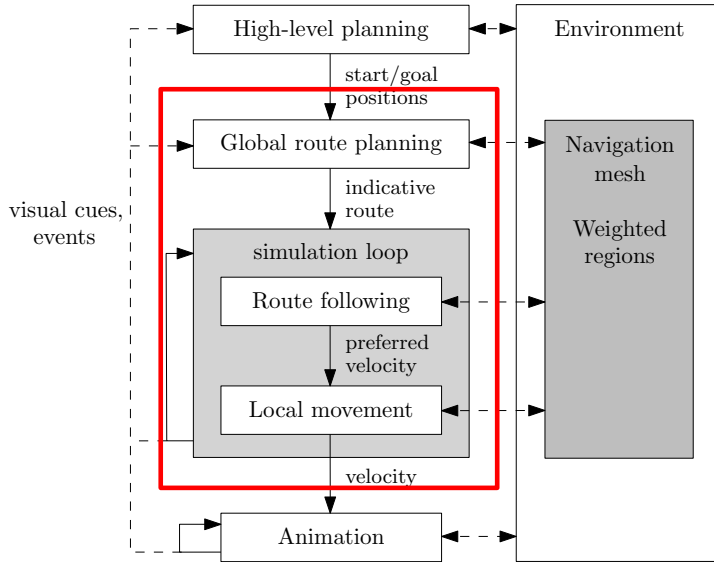 High-level planning
Environment
start/goal
positions
Global route planning
Navigation
mesh
indicative
route
visual cues,
events
Weighted
regions
simulation loop
Route following
preferred
velocity
Local movement
velocity
Animation